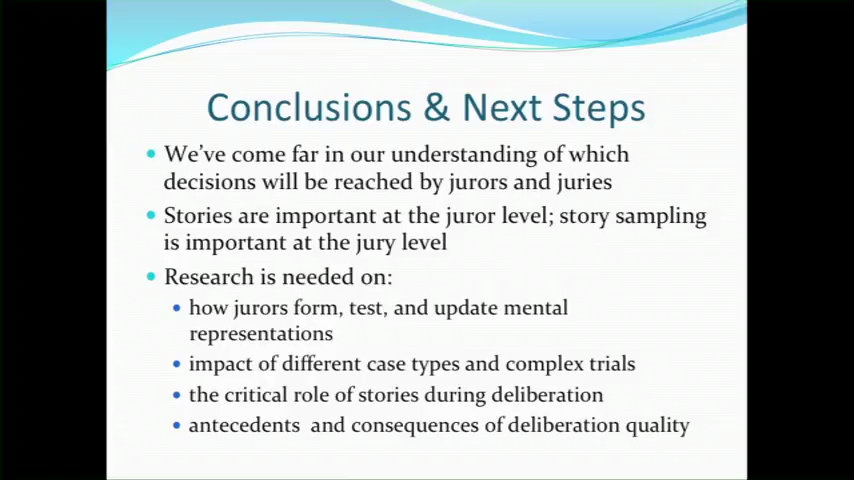 Conclusions & Next Steps
• We've come far in our understanding of which
decisions will be reached by jurors and juries
• Stories are important at the juror level; story sampling
is important at the jury level
• Research is needed on:
• how jurors form, test, and update mental
representations
• impact of different case types and complex trials
• the critical role of stories during deliberation
• antecedents  and consequences of deliberation quality